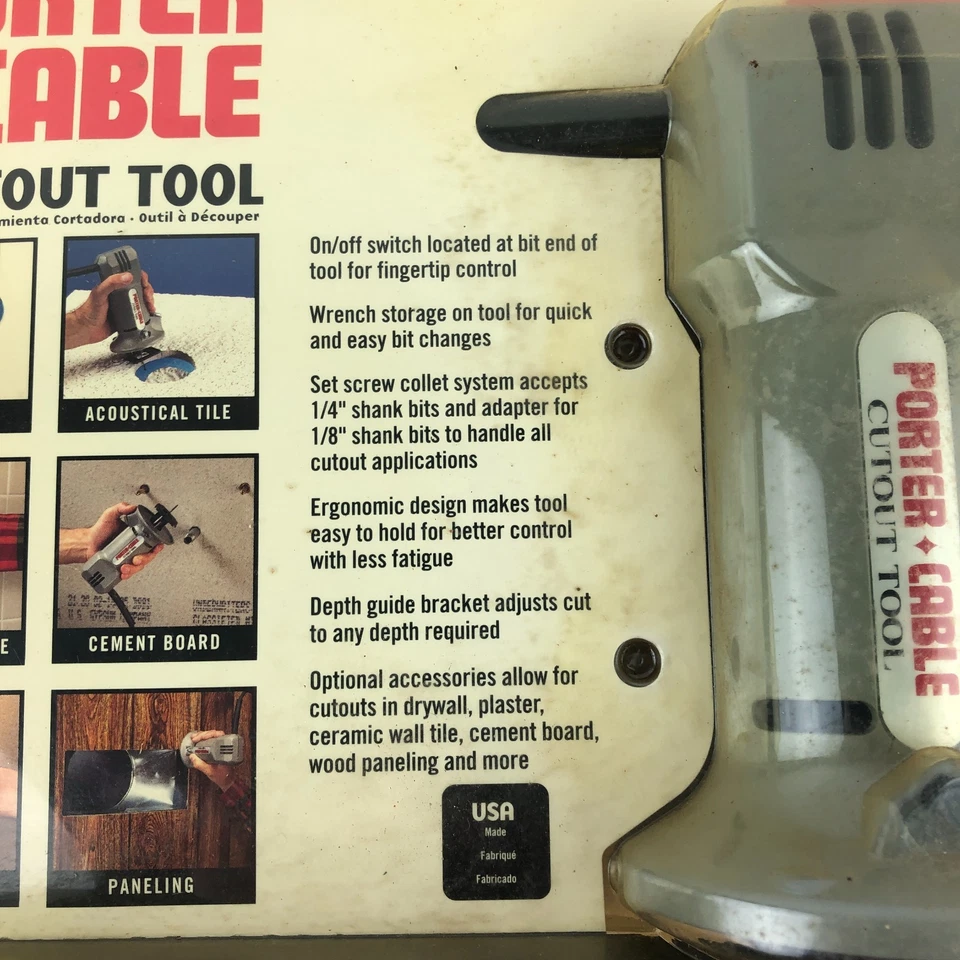 CABLE
TOUT TOOL
mienta Cortadora · Outil à Découper
ACOUSTICAL TILE
CEMENT BOARD
PANELING
On/off switch located at bit end of
tool for fingertip control
Wrench storage on tool for quick
and easy bit changes
Set screw collet system accepts
1/4" shank bits and adapter for
1/8" shank bits to handle all
cutout applications
Ergonomic design makes tool
easy to hold for better control
with less fatigue
Depth guide bracket adjusts cut
to any depth required
Optional accessories allow for
cutouts in drywall, plaster,
ceramic wall tile, cement board,
wood paneling and more
USA
Made
Fabriqué
Fabricado
PORTER CABLE
CUTOUT TOOL